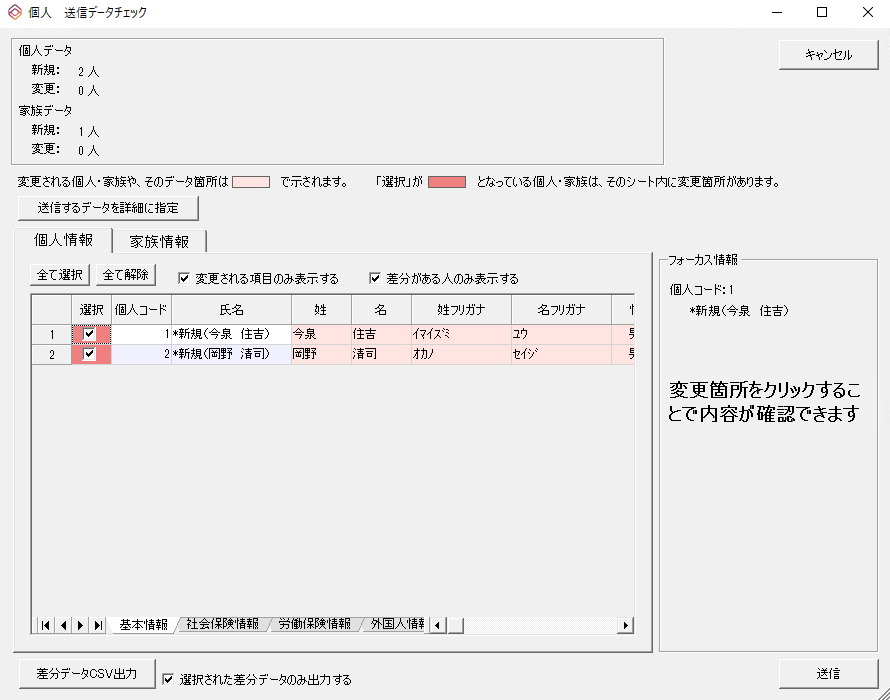 個人　送信データチェック
個人データ
新規： 2 人
変更： 0 人
家族データ
新規： 1 人
変更： 0 人
キャンセル
変更される個人・家族や、そのデータ箇所は で示されます。 「選択」が となっている個人・家族は、そのシート内に変更箇所があります。
送信するデータを詳細に指定
個人情報 家族情報
全て選択 全て解除 変更される項目のみ表示する 差分がある人のみ表示する
選択 個人コード 氏名 姓 名 姓フリガナ 名フリガナ
1 1 *新規(今泉　住吉) 今泉 住吉 ｲﾏｲｽﾞﾐ ﾕｳ
2 2 *新規(岡野　清司) 岡野 清司 ｵｶﾉ ｾｲｼﾞ
基本情報 社会保険情報 労働保険情報 外国人情
フォーカス情報
個人コード：1
*新規(今泉　住吉)
変更箇所をクリックするこ
とで内容が確認できます
差分データCSV出力 選択された差分データのみ出力する 送信